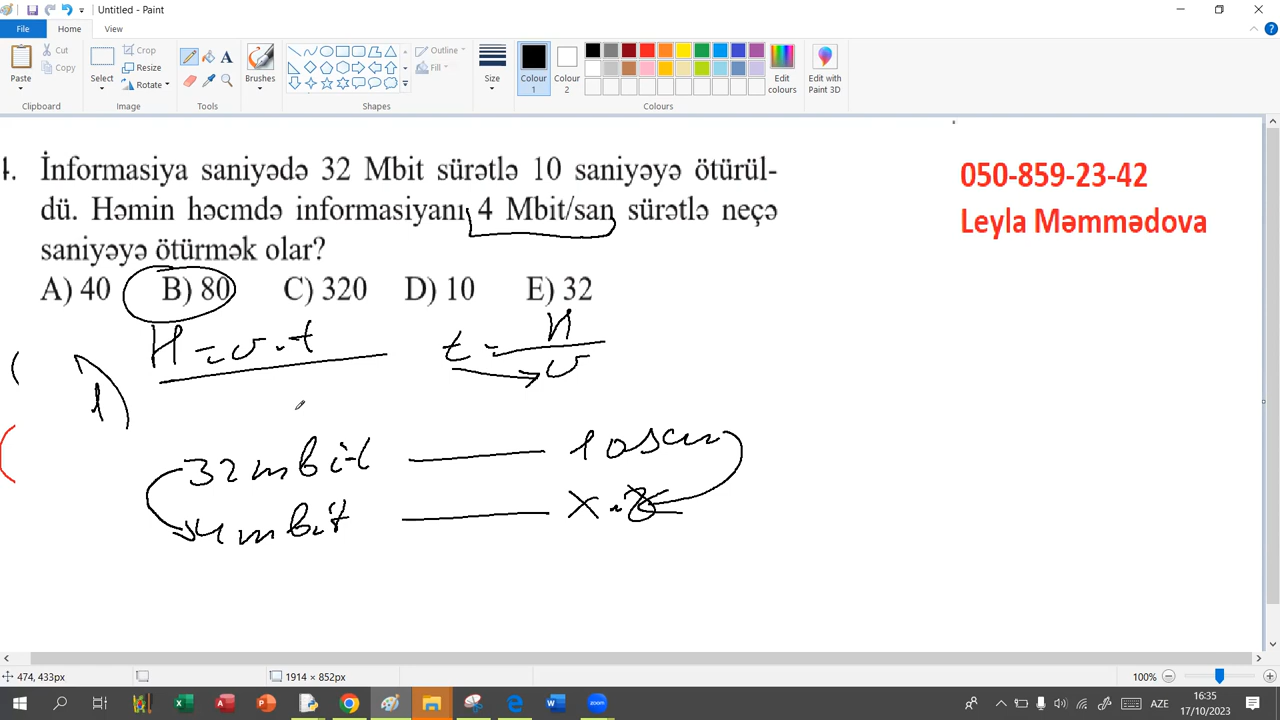 Untitled - Paint
File
Home
View
Paste
Cut
Copy
Clipboard
Select
Crop
Resize
Rotate
Image
Tools
Brushes
Shapes
Outline
Fill
Size
Colour 1
Colour 2
Colours
Edit colours
Edit with Paint 3D
4. İnformasiya saniyədə 32 Mbit sürətlə 10 saniyəyə ötürül-
dü. Həmin həcmdə informasiyanı 4 Mbit/san sürətlə neçə
saniyəyə ötürmək olar?
A) 40 B) 80 C) 320 D) 10 E) 32
050-859-23-42
Leyla Məmmədova
H = v · t
t = H / v
32 mbit — 10san
4 mbit — X
474, 433px
1914 × 852px
100%
AZE
16:35
17/10/2023
zoom